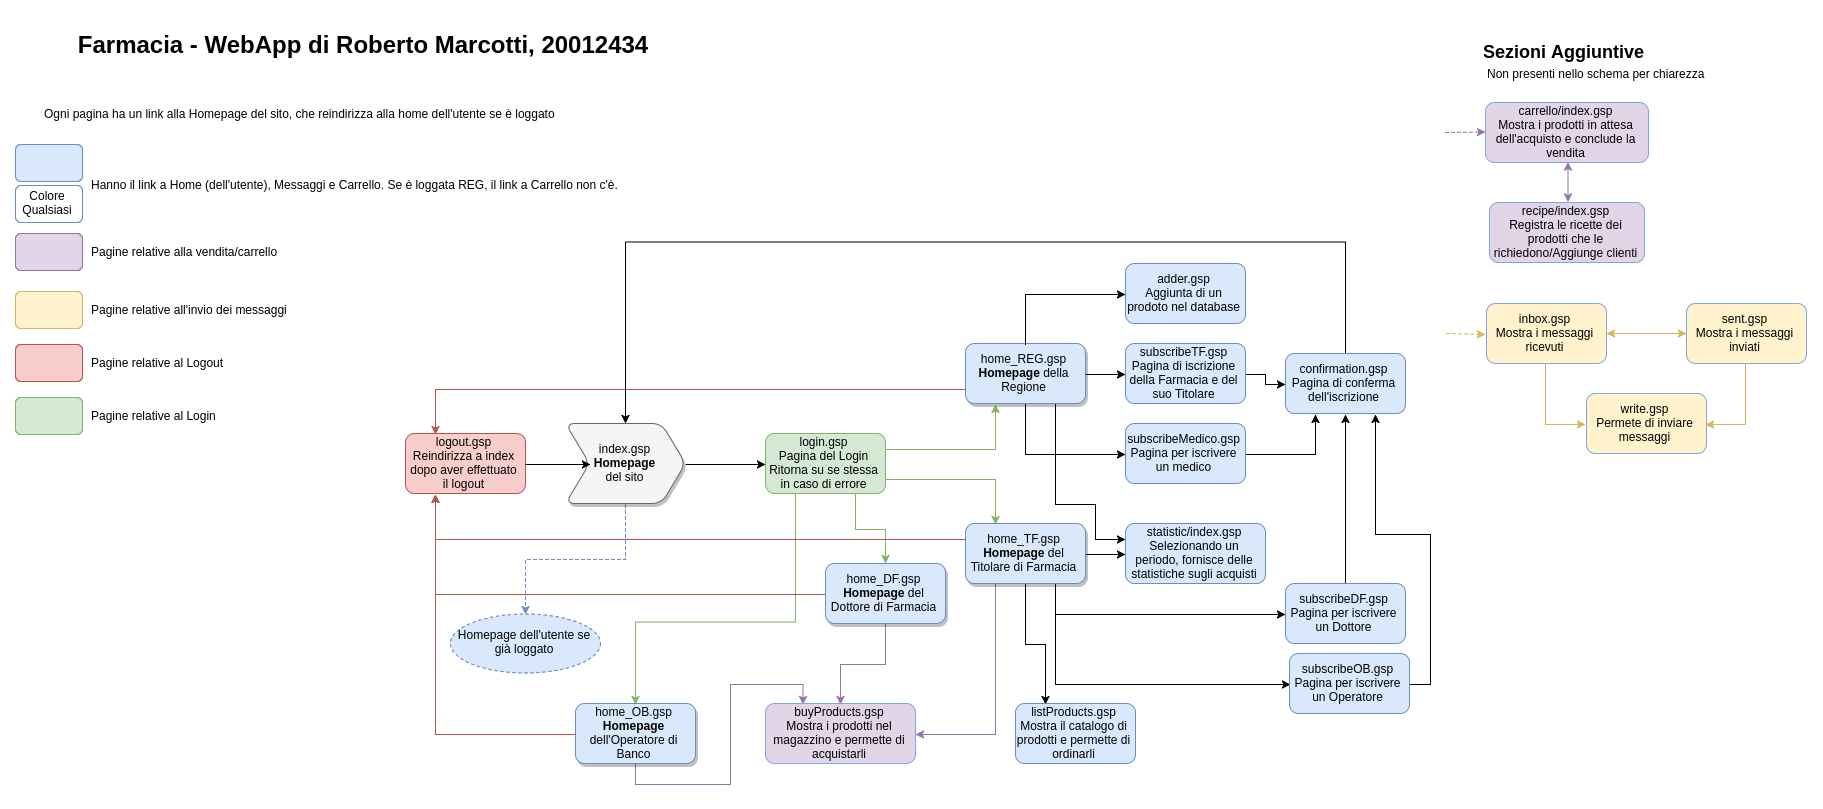 Farmacia - WebApp di Roberto Marcotti, 20012434
Ogni pagina ha un link alla Homepage del sito, che reindirizza alla home dell'utente se è loggato
Colore
Qualsiasi
Hanno il link a Home (dell'utente), Messaggi e Carrello. Se è loggata REG, il link a Carrello non c'è.
Pagine relative alla vendita/carrello
Pagine relative all'invio dei messaggi
Pagine relative al Logout
Pagine relative al Login
Sezioni Aggiuntive
Non presenti nello schema per chiarezza
carrello/index.gsp
Mostra i prodotti in attesa
dell'acquisto e conclude la
vendita
recipe/index.gsp
Registra le ricette dei
prodotti che le
richiedono/Aggiunge clienti
inbox.gsp
Mostra i messaggi
ricevuti
sent.gsp
Mostra i messaggi
inviati
write.gsp
Permete di inviare
messaggi
adder.gsp
Aggiunta di un
prodoto nel database
home_REG.gsp
Homepage della
Regione
subscribeTF.gsp
Pagina di iscrizione
della Farmacia e del
suo Titolare
confirmation.gsp
Pagina di conferma
dell'iscrizione
logout.gsp
Reindirizza a index
dopo aver effettuato
il logout
index.gsp
Homepage
del sito
login.gsp
Pagina del Login
Ritorna su se stessa
in caso di errore
subscribeMedico.gsp
Pagina per iscrivere
un medico
home_TF.gsp
Homepage del
Titolare di Farmacia
statistic/index.gsp
Selezionando un
periodo, fornisce delle
statistiche sugli acquisti
home_DF.gsp
Homepage del
Dottore di Farmacia
subscribeDF.gsp
Pagina per iscrivere
un Dottore
Homepage dell'utente se
già loggato
subscribeOB.gsp
Pagina per iscrivere
un Operatore
home_OB.gsp
Homepage
dell'Operatore di
Banco
buyProducts.gsp
Mostra i prodotti nel
magazzino e permette di
acquistarli
listProducts.gsp
Mostra il catalogo di
prodotti e permette di
ordinarli